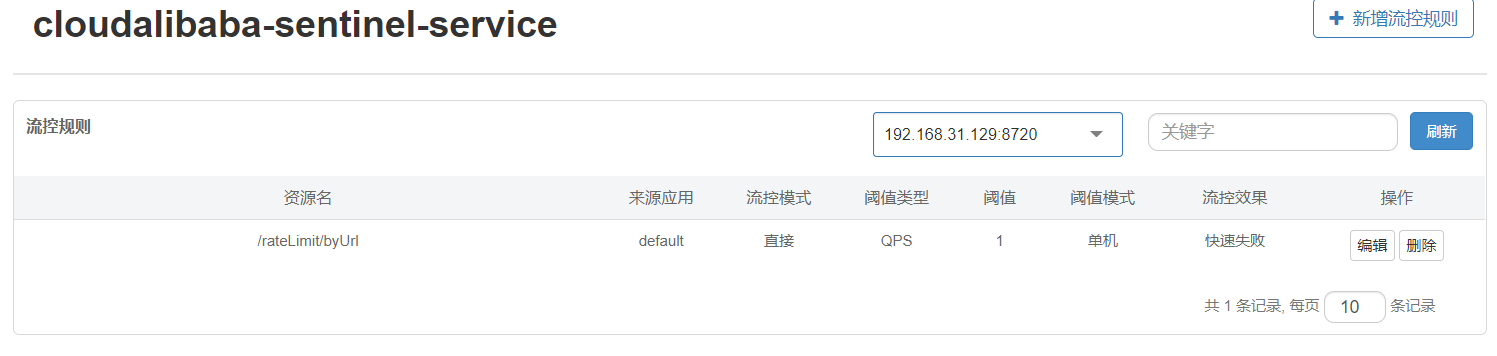 cloudalibaba-sentinel-service
+ 新增流控规则
流控规则 192.168.31.129:8720 关键字 刷新
资源名 来源应用 流控模式 阈值类型 阈值 阈值模式 流控效果 操作
/rateLimit/byUrl default 直接 QPS 1 单机 快速失败 编辑 删除
共 1 条记录, 每页 10 条记录